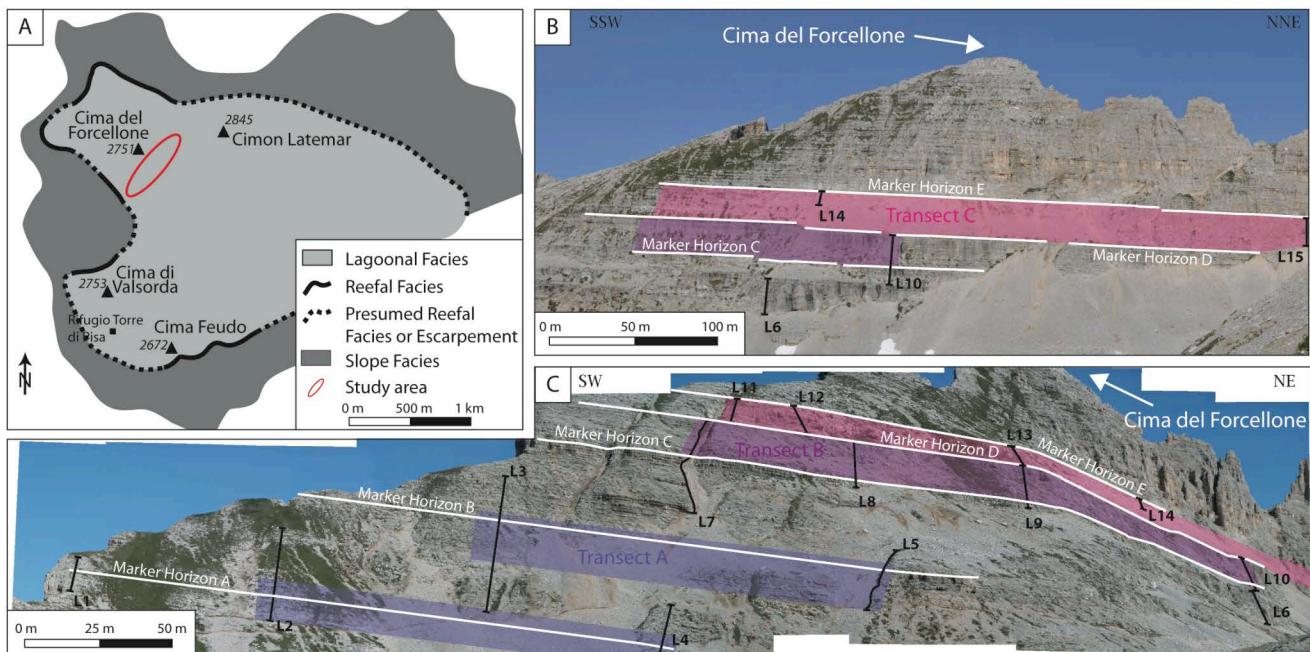 A
Cima del
Forcellone
2751
2845
Cimon Latemar
2753
Cima di
Valsorda
Rifugio Torre
di Pisa
Cima Feudo
2672
N
Lagoonal Facies
Reefal Facies
Presumed Reefal
Facies or Escarpement
Slope Facies
Study area
0 m 500 m 1 km
B
SSW
NNE
Cima del Forcellone
Marker Horizon E
L14
Transect C
Marker Horizon C
Marker Horizon D
L10
L15
L6
0 m 50 m 100 m
C
SW
NE
Cima del Forcellone
L11
L12
Marker Horizon C
Transect B
Marker Horizon D
L13
Marker Horizon E
L3
L8
L7
L9
L14
Marker Horizon B
Transect A
L5
L10
L6
Marker Horizon A
L1
L2
L4
0 m 25 m 50 m